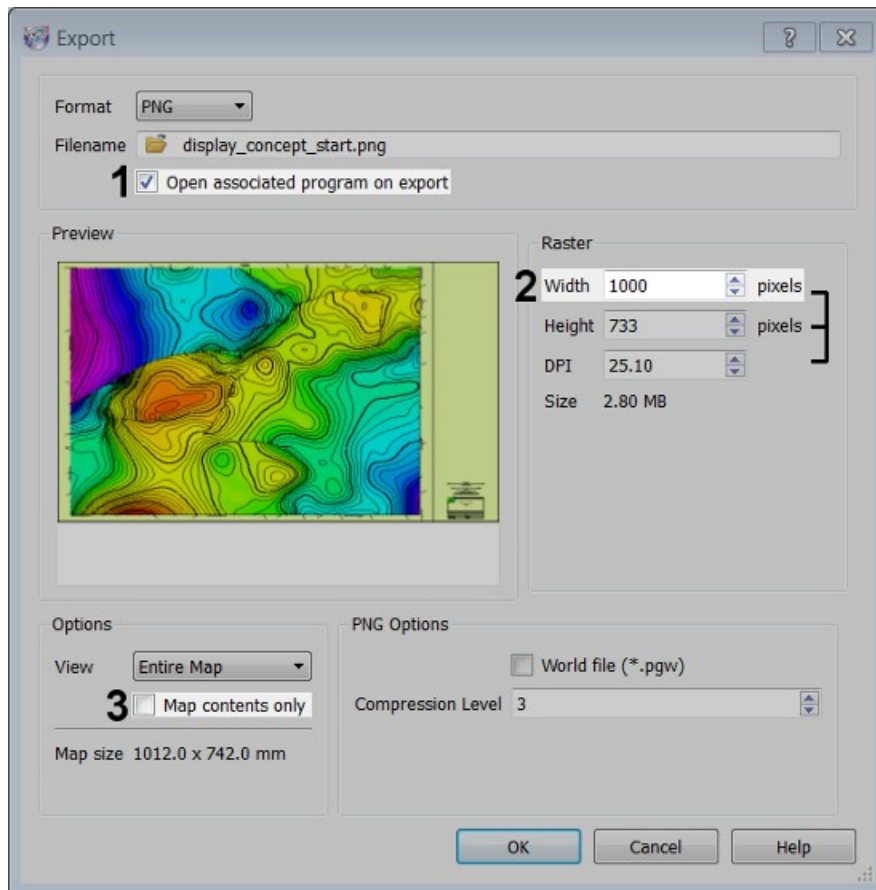 Export
Format PNG
Filename display_concept_start.png
1 Open associated program on export
Preview
Raster
2 Width 1000 pixels
Height 733 pixels
DPI 25.10
Size 2.80 MB
Options
View Entire Map
3 Map contents only
Map size 1012.0 x 742.0 mm
PNG Options
World file (*.pgw)
Compression Level 3
OK Cancel Help